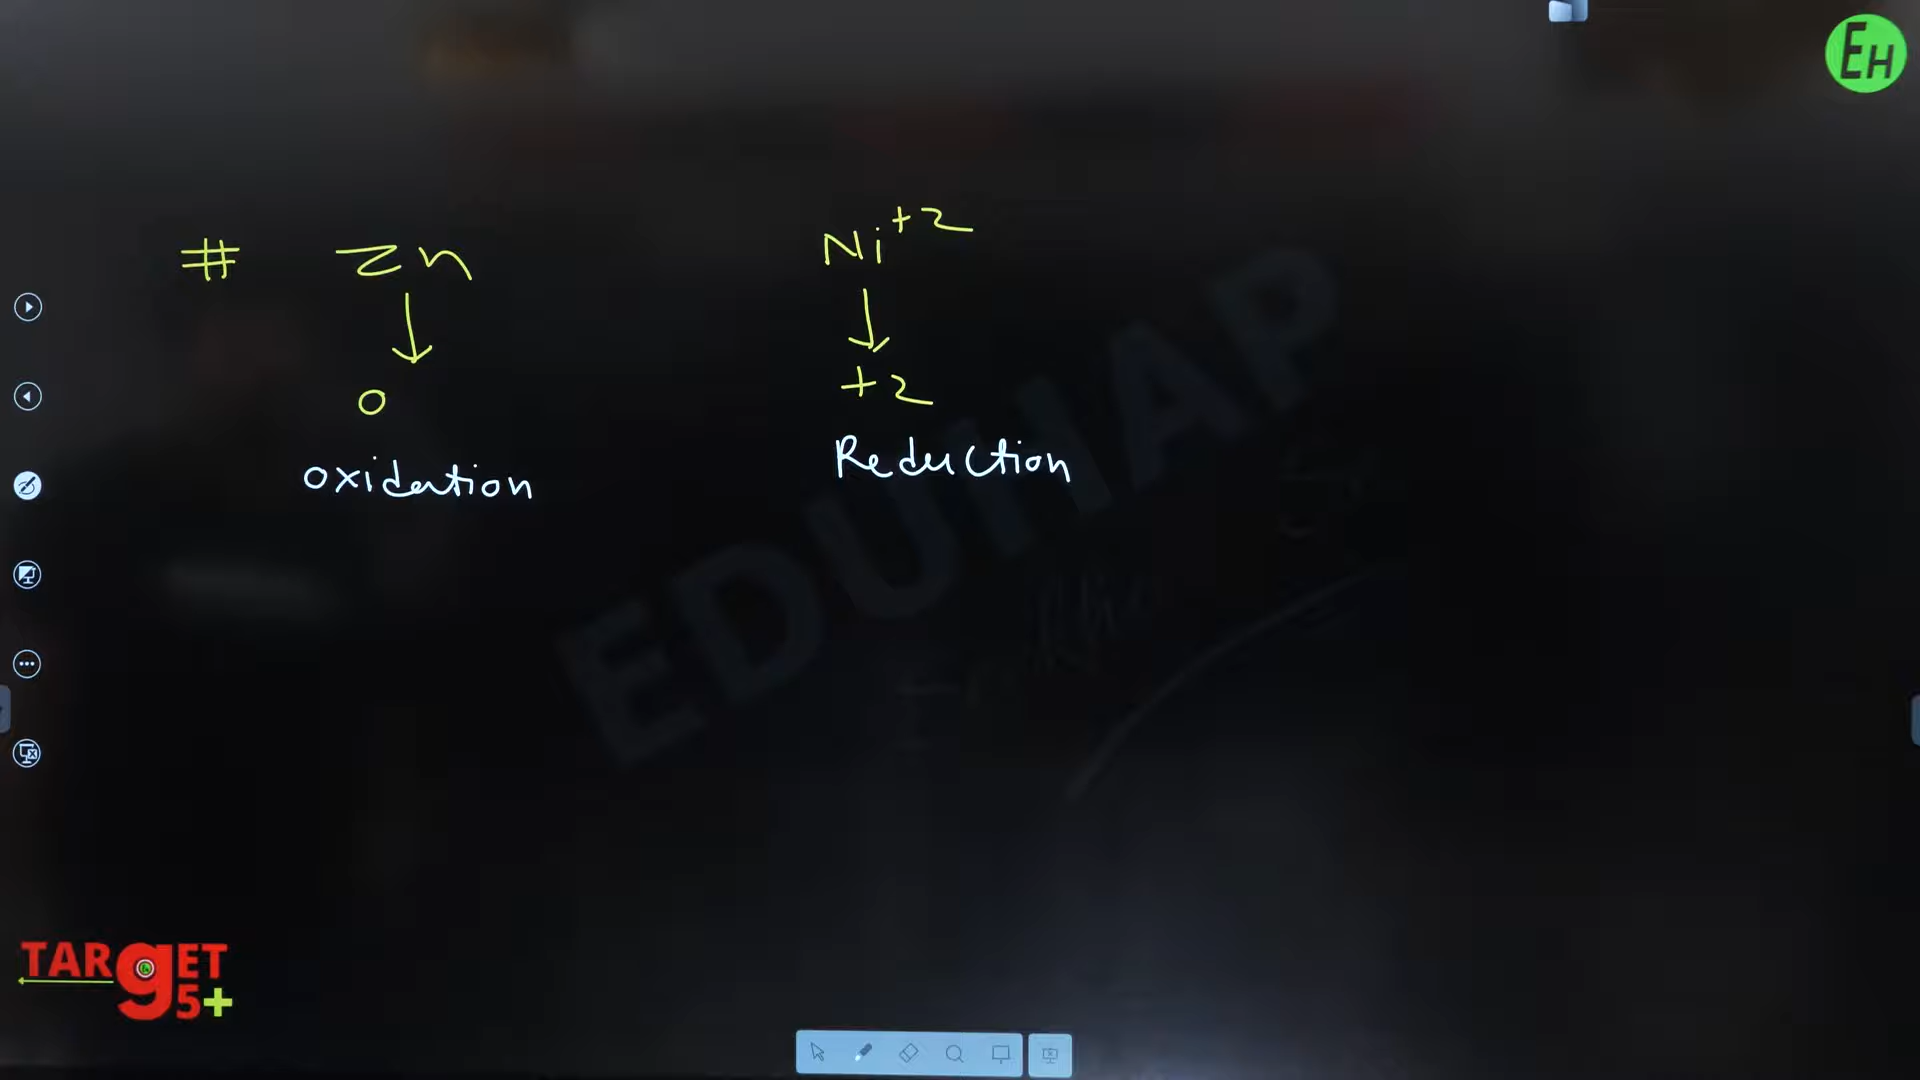 EH
# Zn Ni+2
0 +2
oxidation Reduction
EDUHAP
TARGET
95+